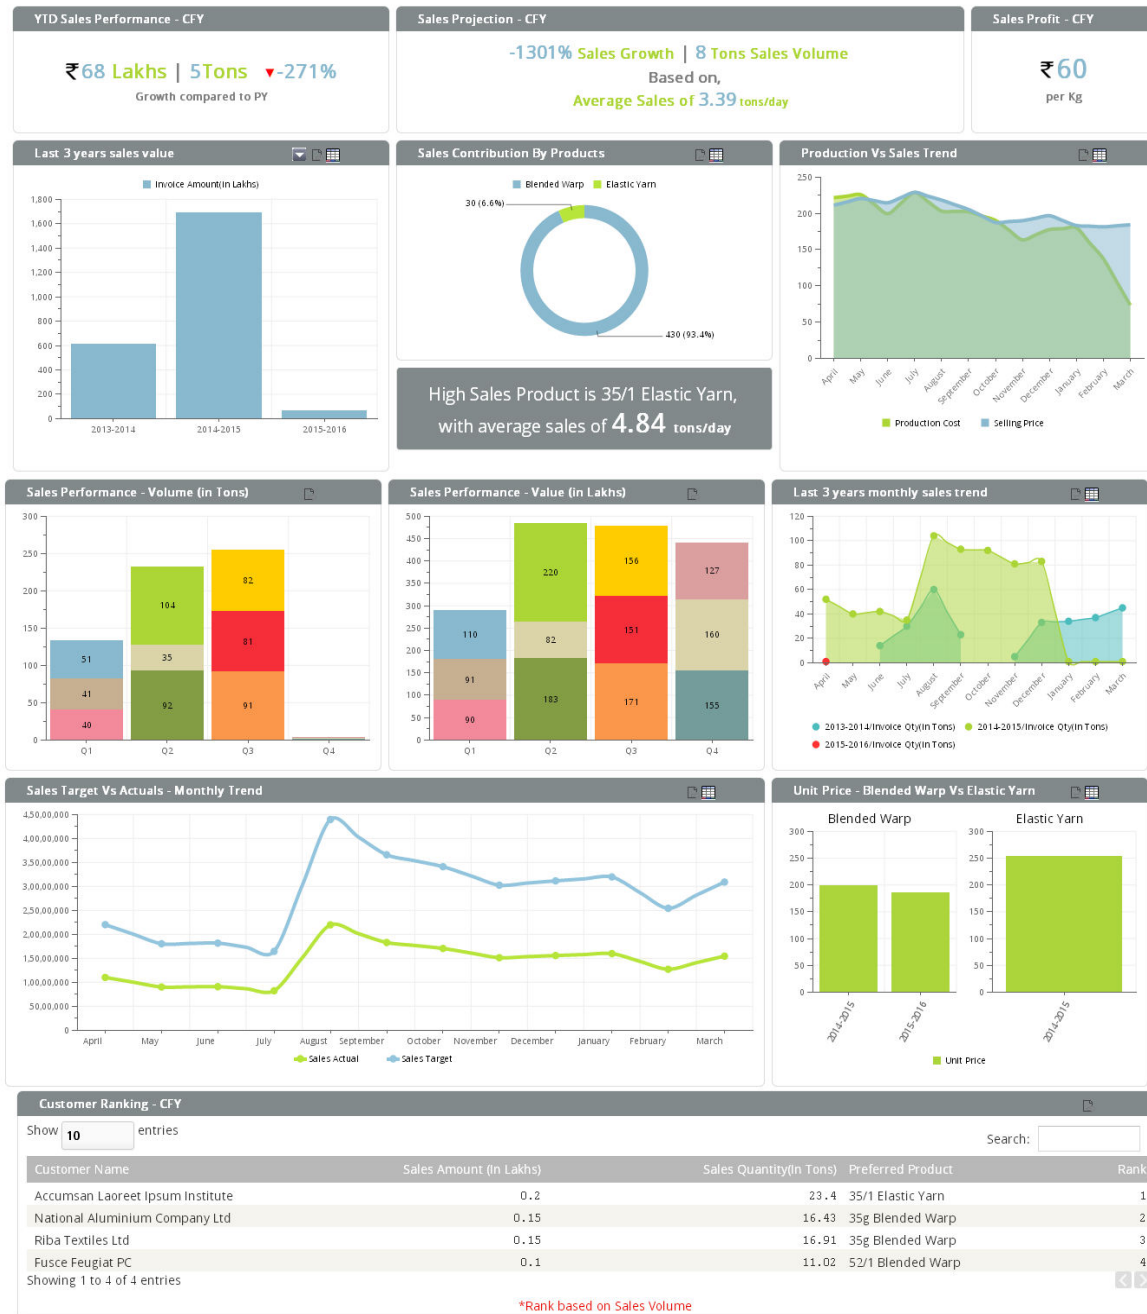 YTD Sales Performance - CFY
₹68 Lakhs | 5Tons ▼-271%
Growth compared to PY
Sales Projection - CFY
-1301% Sales Growth | 8 Tons Sales Volume
Based on,
Average Sales of 3.39 tons/day
Sales Profit - CFY
₹60
per Kg
Last 3 years sales value
Invoice Amount(in Lakhs)
1,800
1,600
1,400
1,200
1,000
800
600
400
200
0
2013-2014 2014-2015 2015-2016
Sales Contribution By Products
Blended Warp Elastic Yarn
30 (6.6%)
430 (93.4%)
High Sales Product is 35/1 Elastic Yarn,
with average sales of 4.84 tons/day
Production Vs Sales Trend
250
200
150
100
50
0
April May June July August September October November December January February March
Production Cost Selling Price
Sales Performance - Volume (in Tons)
300
250
200
150
100
50
0
51
41
40
104
35
92
82
81
91
Q1 Q2 Q3 Q4
Sales Performance - Value (in Lakhs)
500
450
400
350
300
250
200
150
100
50
0
110
91
90
220
82
183
156
151
171
127
160
155
Q1 Q2 Q3 Q4
Last 3 years monthly sales trend
120
100
80
60
40
20
0
April May June July August September October November December January February March
2013-2014/Invoice Qty(in Tons) 2014-2015/Invoice Qty(in Tons)
2015-2016/Invoice Qty(in Tons)
Sales Target Vs Actuals - Monthly Trend
4,50,00,000
4,00,00,000
3,50,00,000
3,00,00,000
2,50,00,000
2,00,00,000
1,50,00,000
1,00,00,000
50,00,000
0
April May June July August September October November December January February March
Sales Actual Sales Target
Unit Price - Blended Warp Vs Elastic Yarn
Blended Warp
300
250
200
150
100
50
0
2014-2015 2015-2016
Elastic Yarn
300
250
200
150
100
50
0
2014-2015
Unit Price
Customer Ranking - CFY
Show 10 entries
Search:
Customer Name Sales Amount (In Lakhs) Sales Quantity(In Tons) Preferred Product Rank
Accumsan Laoreet Ipsum Institute 0.2 23.4 35/1 Elastic Yarn 1
National Aluminium Company Ltd 0.15 16.43 35g Blended Warp 2
Riba Textiles Ltd 0.15 16.91 35g Blended Warp 3
Fusce Feugiat PC 0.1 11.02 52/1 Blended Warp 4
Showing 1 to 4 of 4 entries
*Rank based on Sales Volume